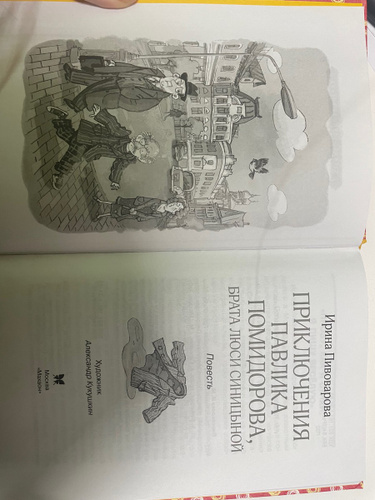 Ирина Пивоварова
ПРИКЛЮЧЕНИЯ
ПАВЛИКА
ПОМИДОРОВА,
БРАТА ЛЮСИ СИНИЦЫНОЙ
Повесть
Художник
Александр Кукушкин
Москва
«Махаон»